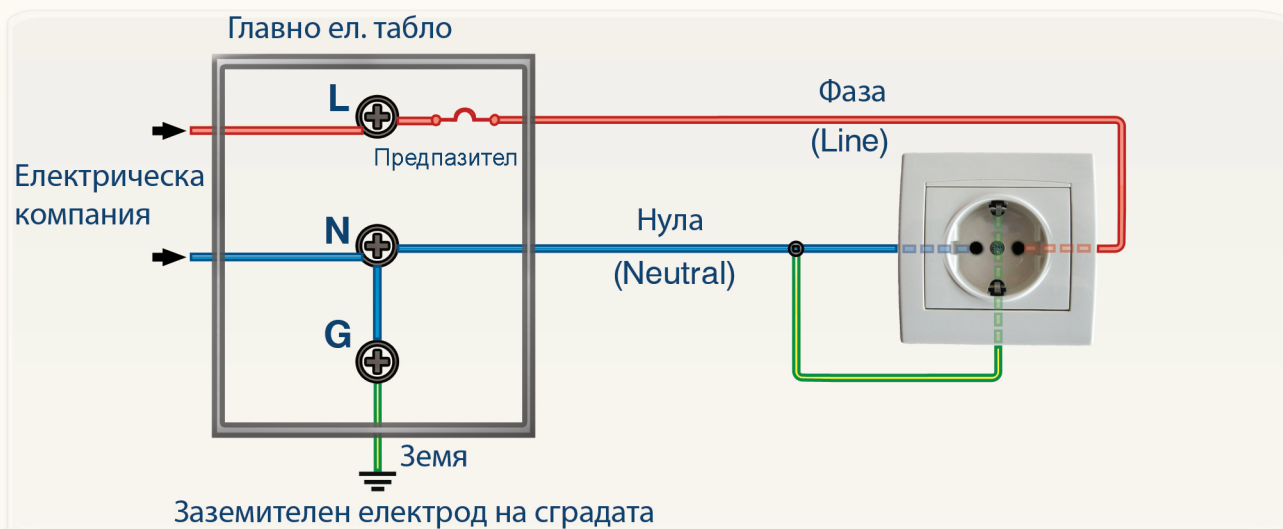 Главно ел. табло
L
Фаза
(Line)
Предпазител
Електрическа
компания
N
Нула
(Neutral)
G
Земя
Заземителен електрод на сградата